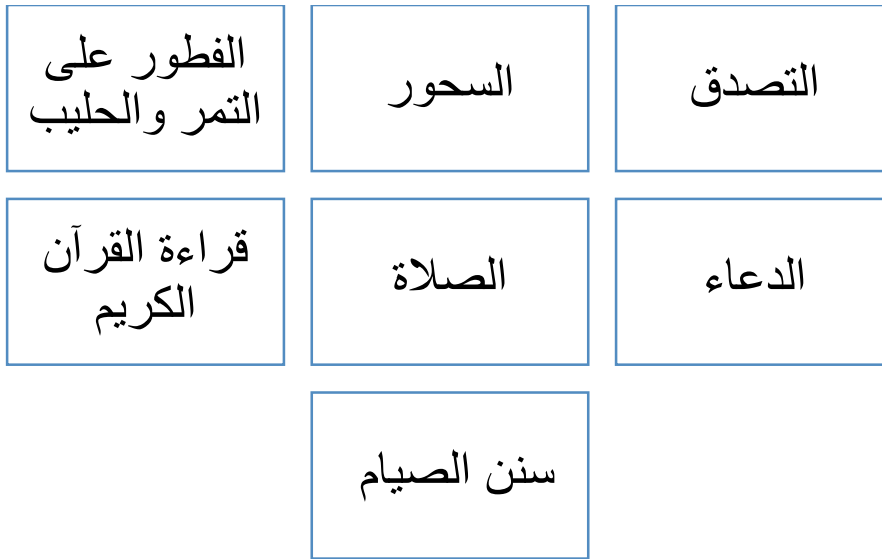 التصدق
السحور
الفطور على
التمر والحليب
الدعاء
الصلاة
قراءة القرآن
الكريم
سنن الصيام